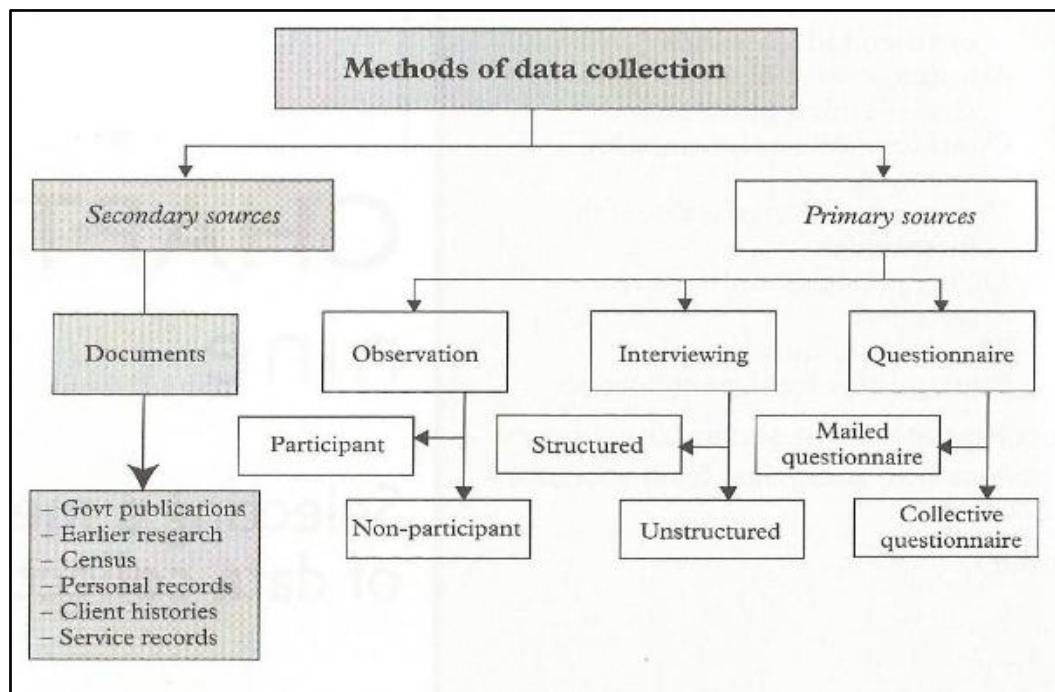 Methods of data collection
Secondary sources
Primary sources
Documents
Observation
Interviewing
Questionnaire
Participant
Structured
Mailed
questionnaire
Non-participant
Unstructured
Collective
questionnaire
– Govt publications
– Earlier research
– Census
– Personal records
– Client histories
– Service records